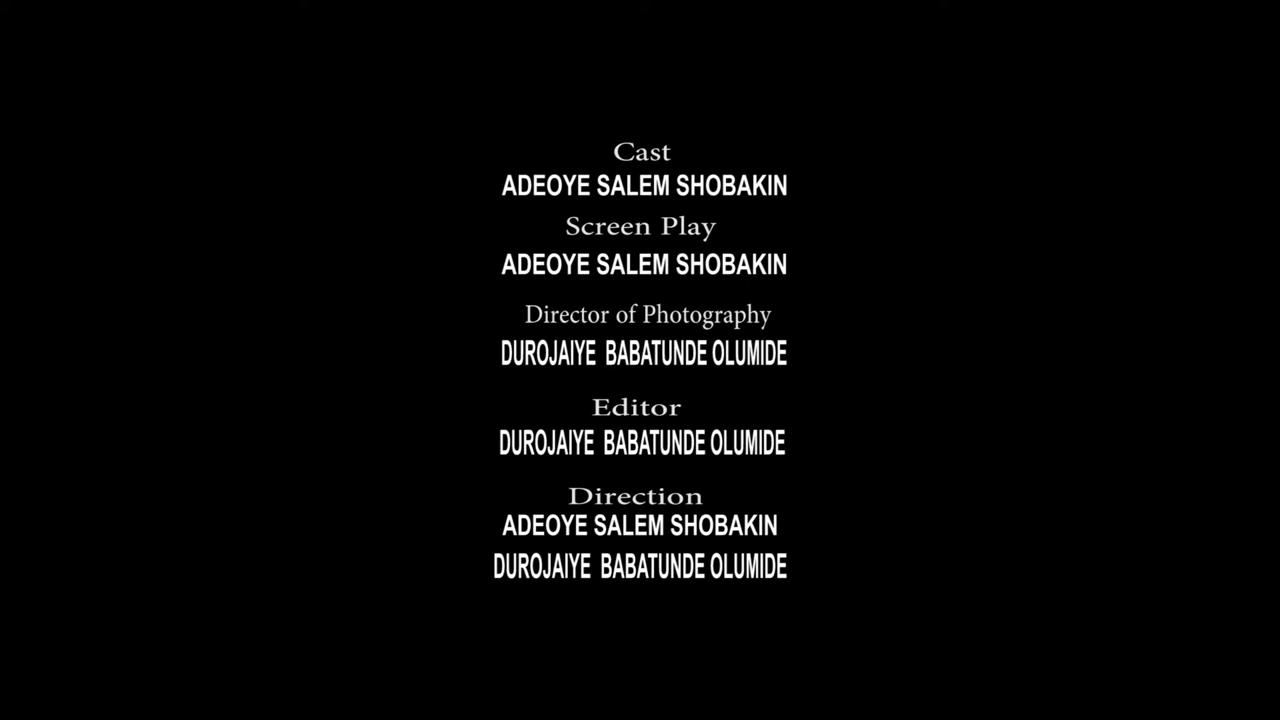 Cast
ADEOYE SALEM SHOBAKIN
Screen Play
ADEOYE SALEM SHOBAKIN
Director of Photography
DUROJAIYE BABATUNDE OLUMIDE
Editor
DUROJAIYE BABATUNDE OLUMIDE
Direction
ADEOYE SALEM SHOBAKIN
DUROJAIYE BABATUNDE OLUMIDE